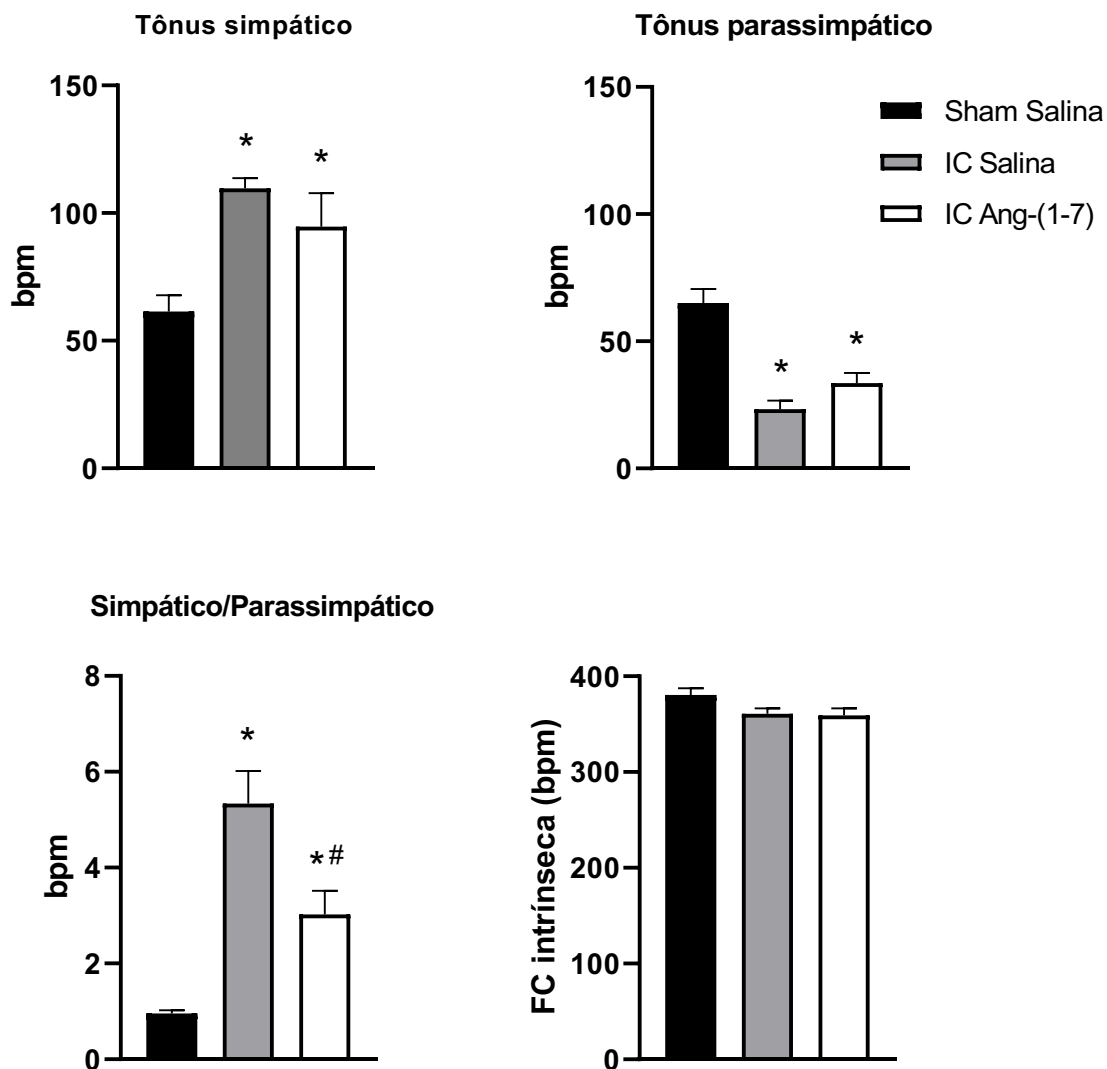 Tônus simpático
150
100
50
0
bpm
*
*
Tônus parassimpático
150
100
50
0
bpm
*
*
Sham Salina
IC Salina
IC Ang-(1-7)
Simpático/Parassimpático
8
6
4
2
0
bpm
*
*#
400
300
200
100
0
FC intrínseca (bpm)